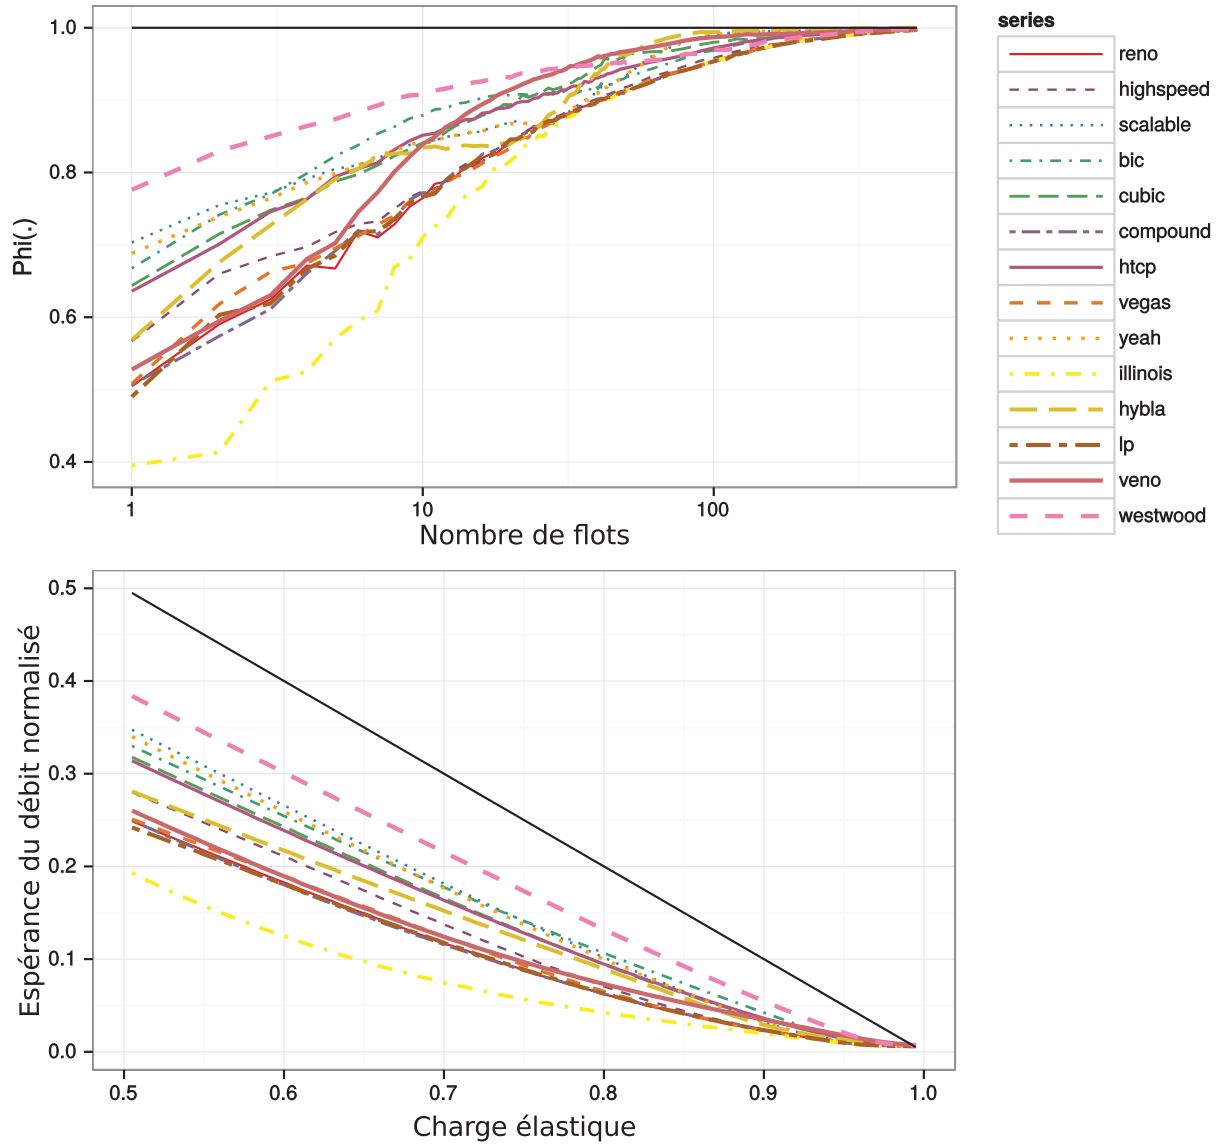 1.0
0.8
0.6
0.4
Phi(.)
1
10
100
Nombre de flots
series
reno
highspeed
scalable
bic
cubic
compound
htcp
vegas
yeah
illinois
hybla
lp
veno
westwood
0.5
0.4
0.3
0.2
0.1
0.0
Espérance du débit normalisé
0.5
0.6
0.7
0.8
0.9
1.0
Charge élastique